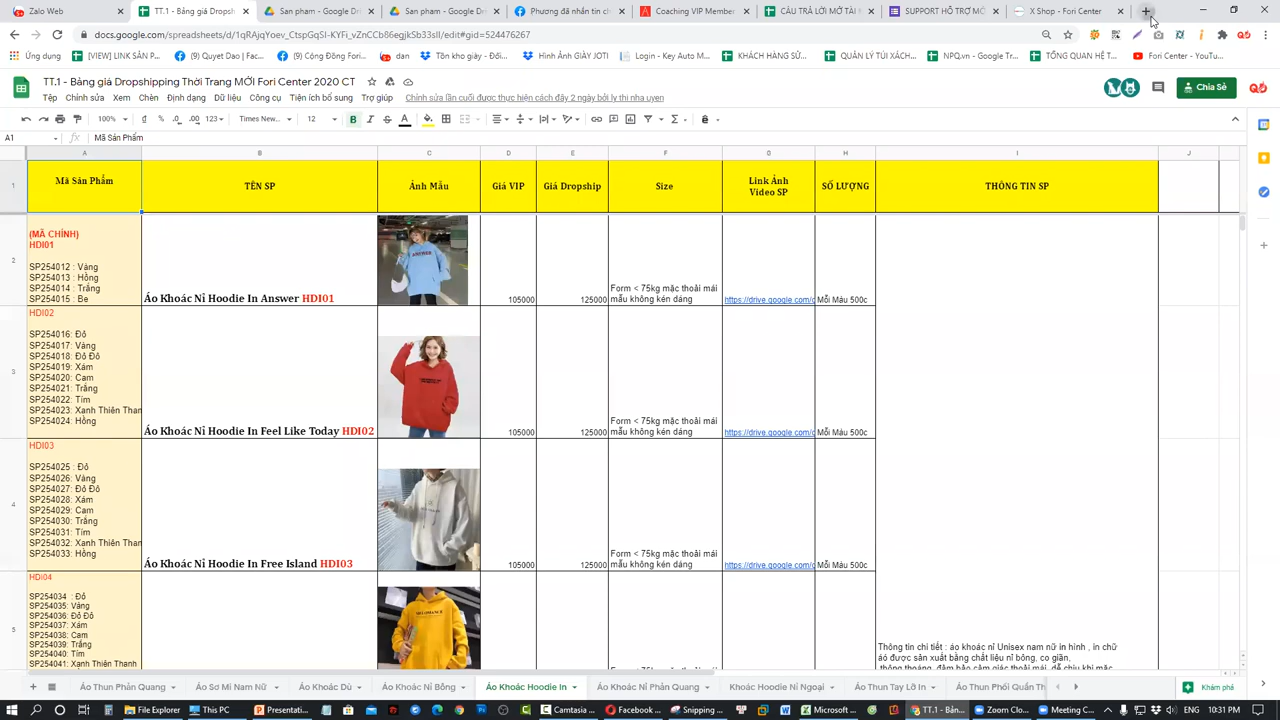 Zalo Web
TT.1 - Bảng giá Dropshi
San pham - Google D
San pham - Google D
Phương đã nhắn tin c
Coaching VIP Member
CÂU TRẢ LỜI MỞ TÀI K
SUPPORT HỖ TRỢ MỚ
X Shop - Fori Center
docs.google.com/spreadsheets/d/1qRAjqYoev_CtspGqSI-KYFi_vZnCCb86egjkSb33slI/edit#gid=524476267
Ứng dụng
[VIEW] LINK SẢN P...
(9) Quyet Dao | Fac...
(9) Cộng Đồng Fori...
dan
Tồn kho giày - Đối...
Hình Ảnh GIÀY JOTI
Login - Key Auto M...
KHÁCH HÀNG - G...
QUẢN LÝ TÚI XÁCH...
NPQ.vn - Google Tr...
TỔNG QUAN HỆ T...
Fori Center - YouTu...
TT.1 - Bảng giá Dropshipping Thời Trang MỚI Fori Center 2020 CT
Tệp Chỉnh sửa Xem Chèn Định dạng Dữ liệu Công cụ Tiện ích bổ sung Trợ giúp
Chỉnh sửa lần cuối được thực hiện cách đây 2 ngày bởi ly thi nha uyen
Chia Sẻ
100% 123 Times New... 12
A1
Mã Sản Phẩm
A B C D E F G H I J
1
Mã Sản Phẩm
TÊN SP
Ảnh Mẫu
Giá VIP
Giá Dropship
Size
Link Ảnh
Video SP
SỐ LƯỢNG
THÔNG TIN SP
2
(MÃ CHÍNH)
HDI01
SP254012 : Vàng
SP254013 : Hồng
SP254014 : Trắng
SP254015 : Be
Áo Khoác Nỉ Hoodie In Answer HDI01
105000
125000
Form < 75kg mặc thoải mái
mẫu không kén dáng
https://drive.google.com/d
Mỗi Màu 500c
3
HDI02
SP254016: Đỏ
SP254017: Vàng
SP254018: Đỏ Đô
SP254019: Xám
SP254020: Cam
SP254021: Trắng
SP254022: Tím
SP254023: Xanh Thiên Than
SP254024: Hồng
Áo Khoác Nỉ Hoodie In Feel Like Today HDI02
105000
125000
Form < 75kg mặc thoải mái
mẫu không kén dáng
https://drive.google.com/d
Mỗi Màu 500c
4
HDI03
SP254025 : Đỏ
SP254026: Vàng
SP254027: Đỏ Đô
SP254028: Xám
SP254029: Cam
SP254030: Trắng
SP254031: Tím
SP254032: Xanh Thiên Than
SP254033: Hồng
Áo Khoác Nỉ Hoodie In Free Island HDI03
105000
125000
Form < 75kg mặc thoải mái
mẫu không kén dáng
https://drive.google.com/d
Mỗi Màu 500c
5
HDI04
SP254034 : Đỏ
SP254035: Vàng
SP254036: Đỏ Đô
SP254037: Xám
SP254038: Cam
SP254039: Trắng
SP254040: Tím
SP254041: Xanh Thiên Thanh
Thông tin chi tiết : áo khoác nỉ Unisex nam nữ in hình , in chữ
áo được sản xuất bằng chất liệu nỉ bông, co giãn,
Áo Thun Phản Quang
Áo Sơ Mi Nam Nữ
Áo Khoác Dù
Áo Khoác Nỉ Bông
Áo Khoác Hoodie In
Áo Khoác Nỉ Phản Quang
Khoác Hoodie Nỉ Ngoại
Áo Thun Tay Lỡ In
Áo Thun Phối Quần Th
Khám phá
File Explorer
This PC
Presentati...
Camtasia ...
Facebook ...
Snipping ...
Microsoft ...
TT.1 - Bản...
ENG
10:31 PM